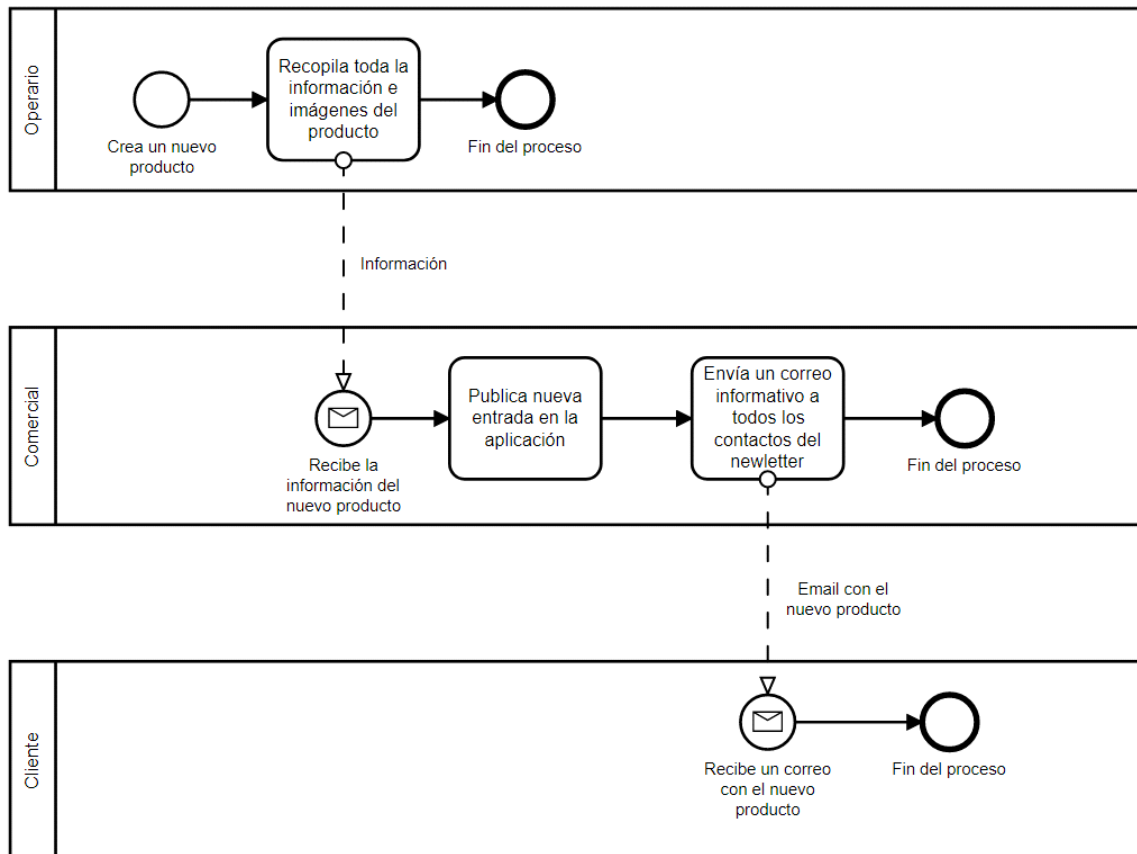 Operario
Recopila toda la
información e
imágenes del
producto
Crea un nuevo
producto
Fin del proceso
Información
Comercial
Publica nueva
entrada en la
aplicación
Envía un correo
informativo a
todos los
contactos del
newletter
Recibe la
información del
nuevo producto
Fin del proceso
Email con el
nuevo producto
Cliente
Recibe un correo
con el nuevo
producto
Fin del proceso